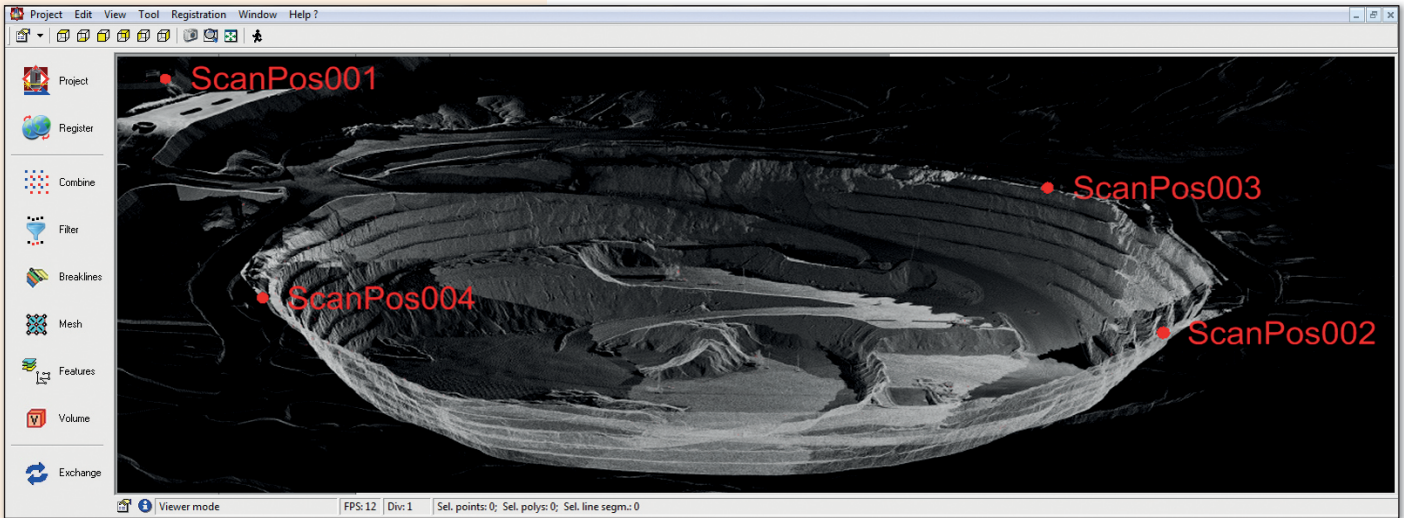 Project Edit View Tool Registration Window Help ?
Project
ScanPos001
Register
Combine
ScanPos003
Filter
Breaklines
ScanPos004
Mesh
ScanPos002
Features
V Volume
Exchange
Viewer mode FPS: 12 Div: 1 Sel. points: 0; Sel. polys: 0; Sel. line segm.: 0